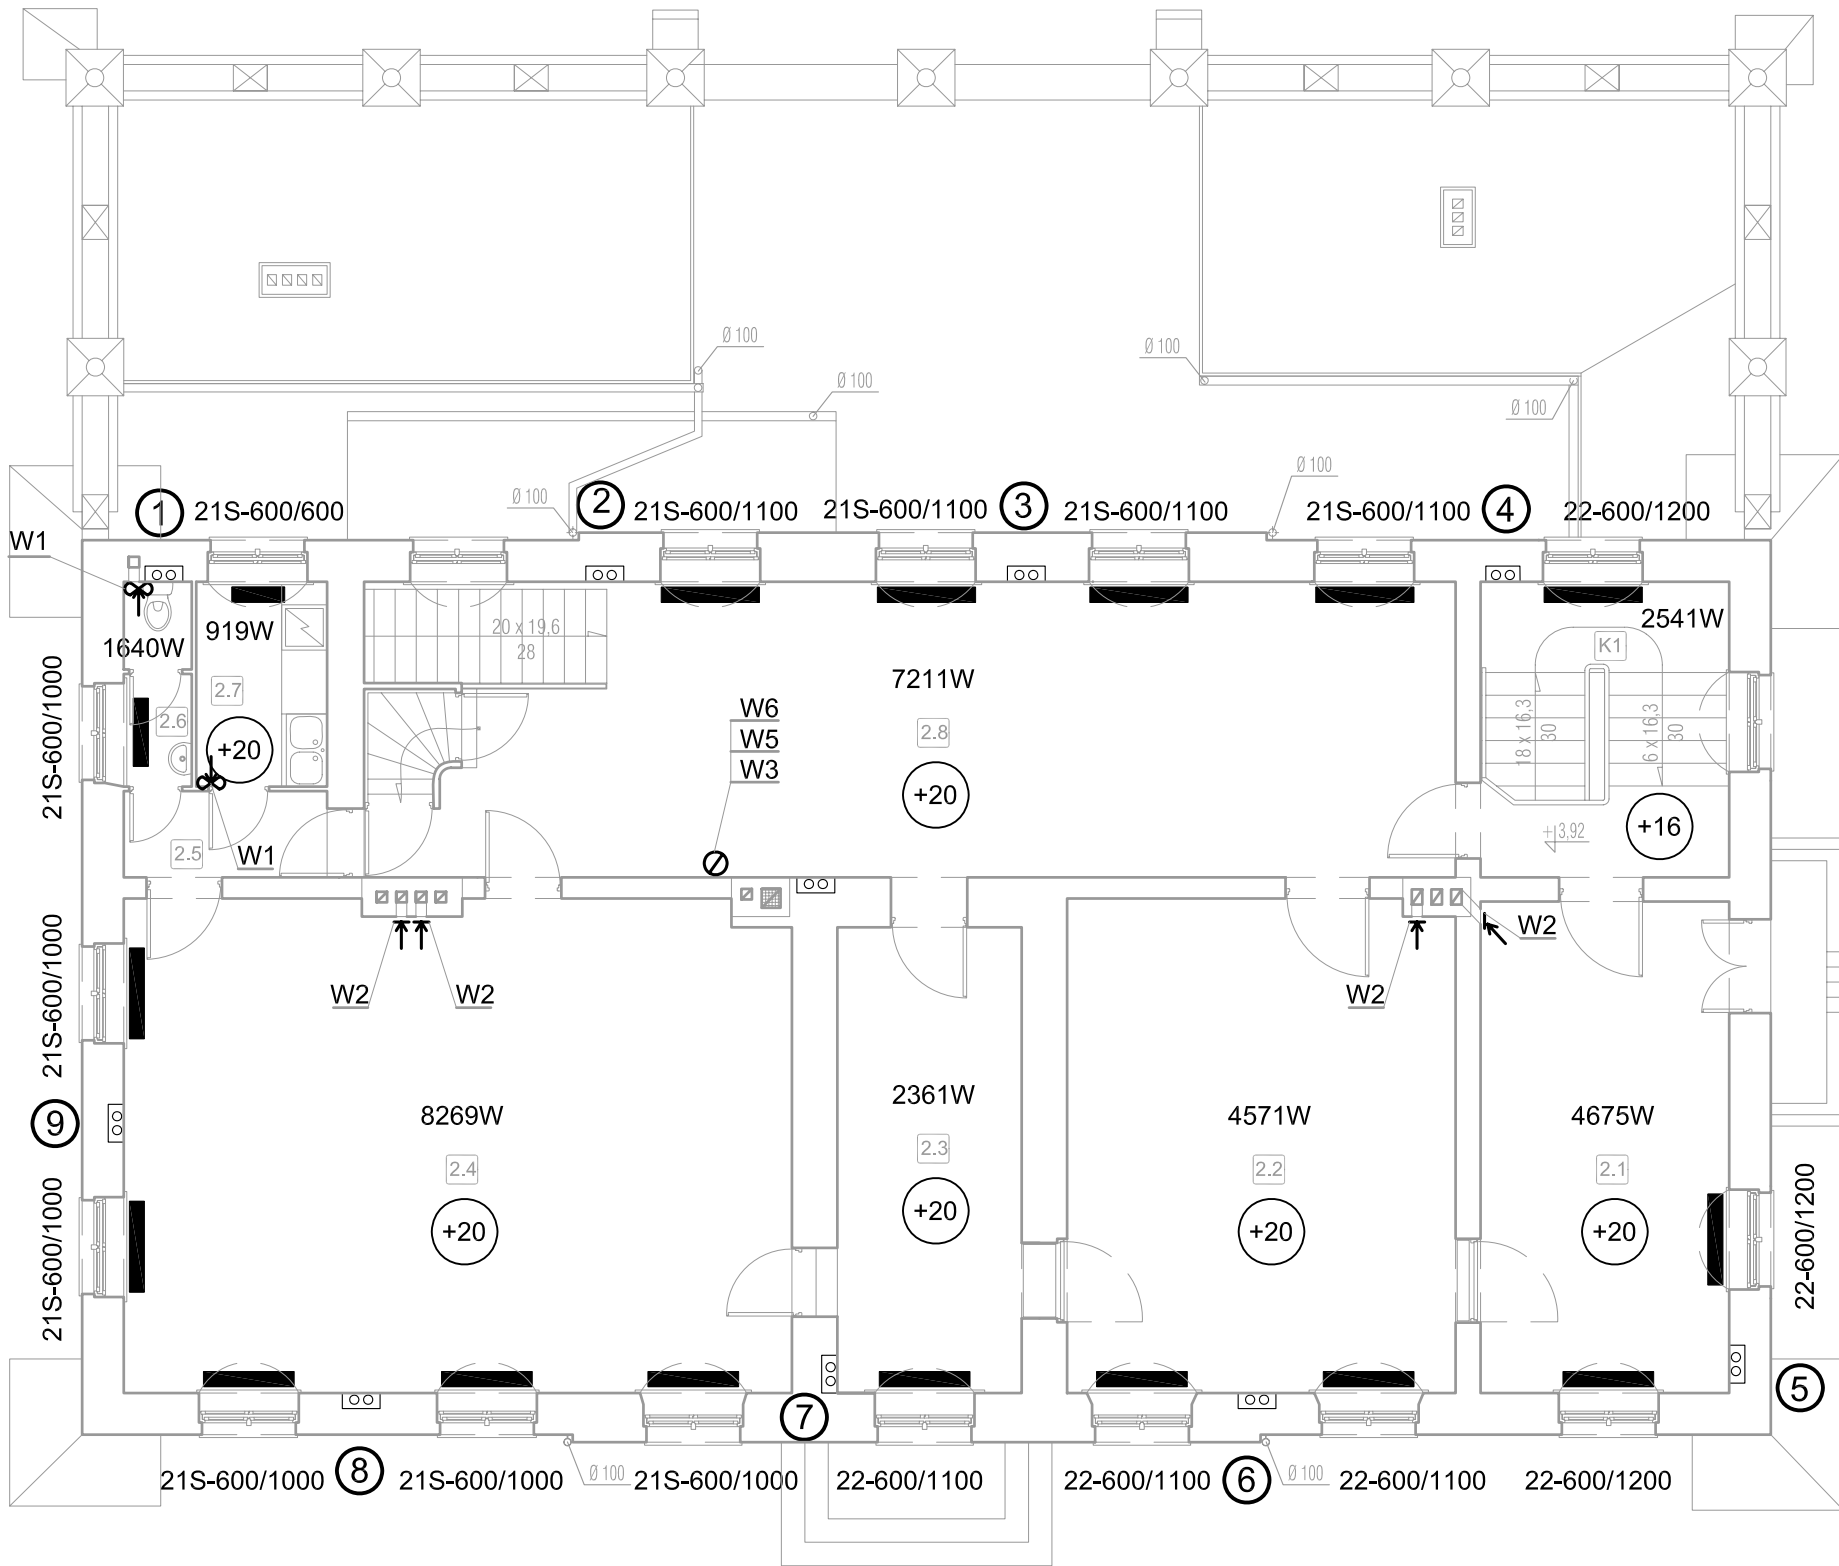 Ø 100
Ø 100
Ø 100
Ø 100
Ø 100
Ø 100
1
21S-600/600
2
21S-600/1100
21S-600/1100
3
21S-600/1100
21S-600/1100
4
22-600/1200
W1
1640W
919W
20 x 19,6
28
2541W
K1
21S-600/1000
2.7
2.6
+20
7211W
W6
W5
W3
2.8
+20
18 x 16,3
30
6 x 16,3
30
+16
+3,92
2.5
W1
W2
W2
W2
W2
21S-600/1000
9
8269W
2.4
+20
2361W
2.3
+20
4571W
2.2
+20
4675W
2.1
+20
21S-600/1000
22-600/1200
5
7
21S-600/1000
8
21S-600/1000
Ø 100
21S-600/1000
22-600/1100
22-600/1100
6
Ø 100
22-600/1100
22-600/1200